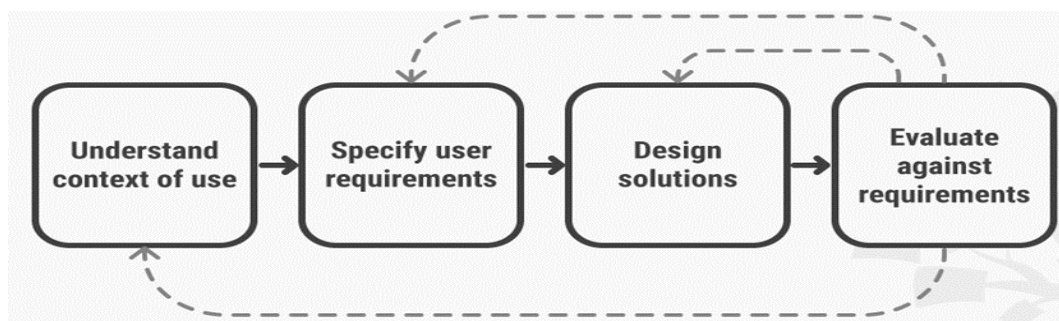 Understand
context of use
Specify user
requirements
Design
solutions
Evaluate
against
requirements